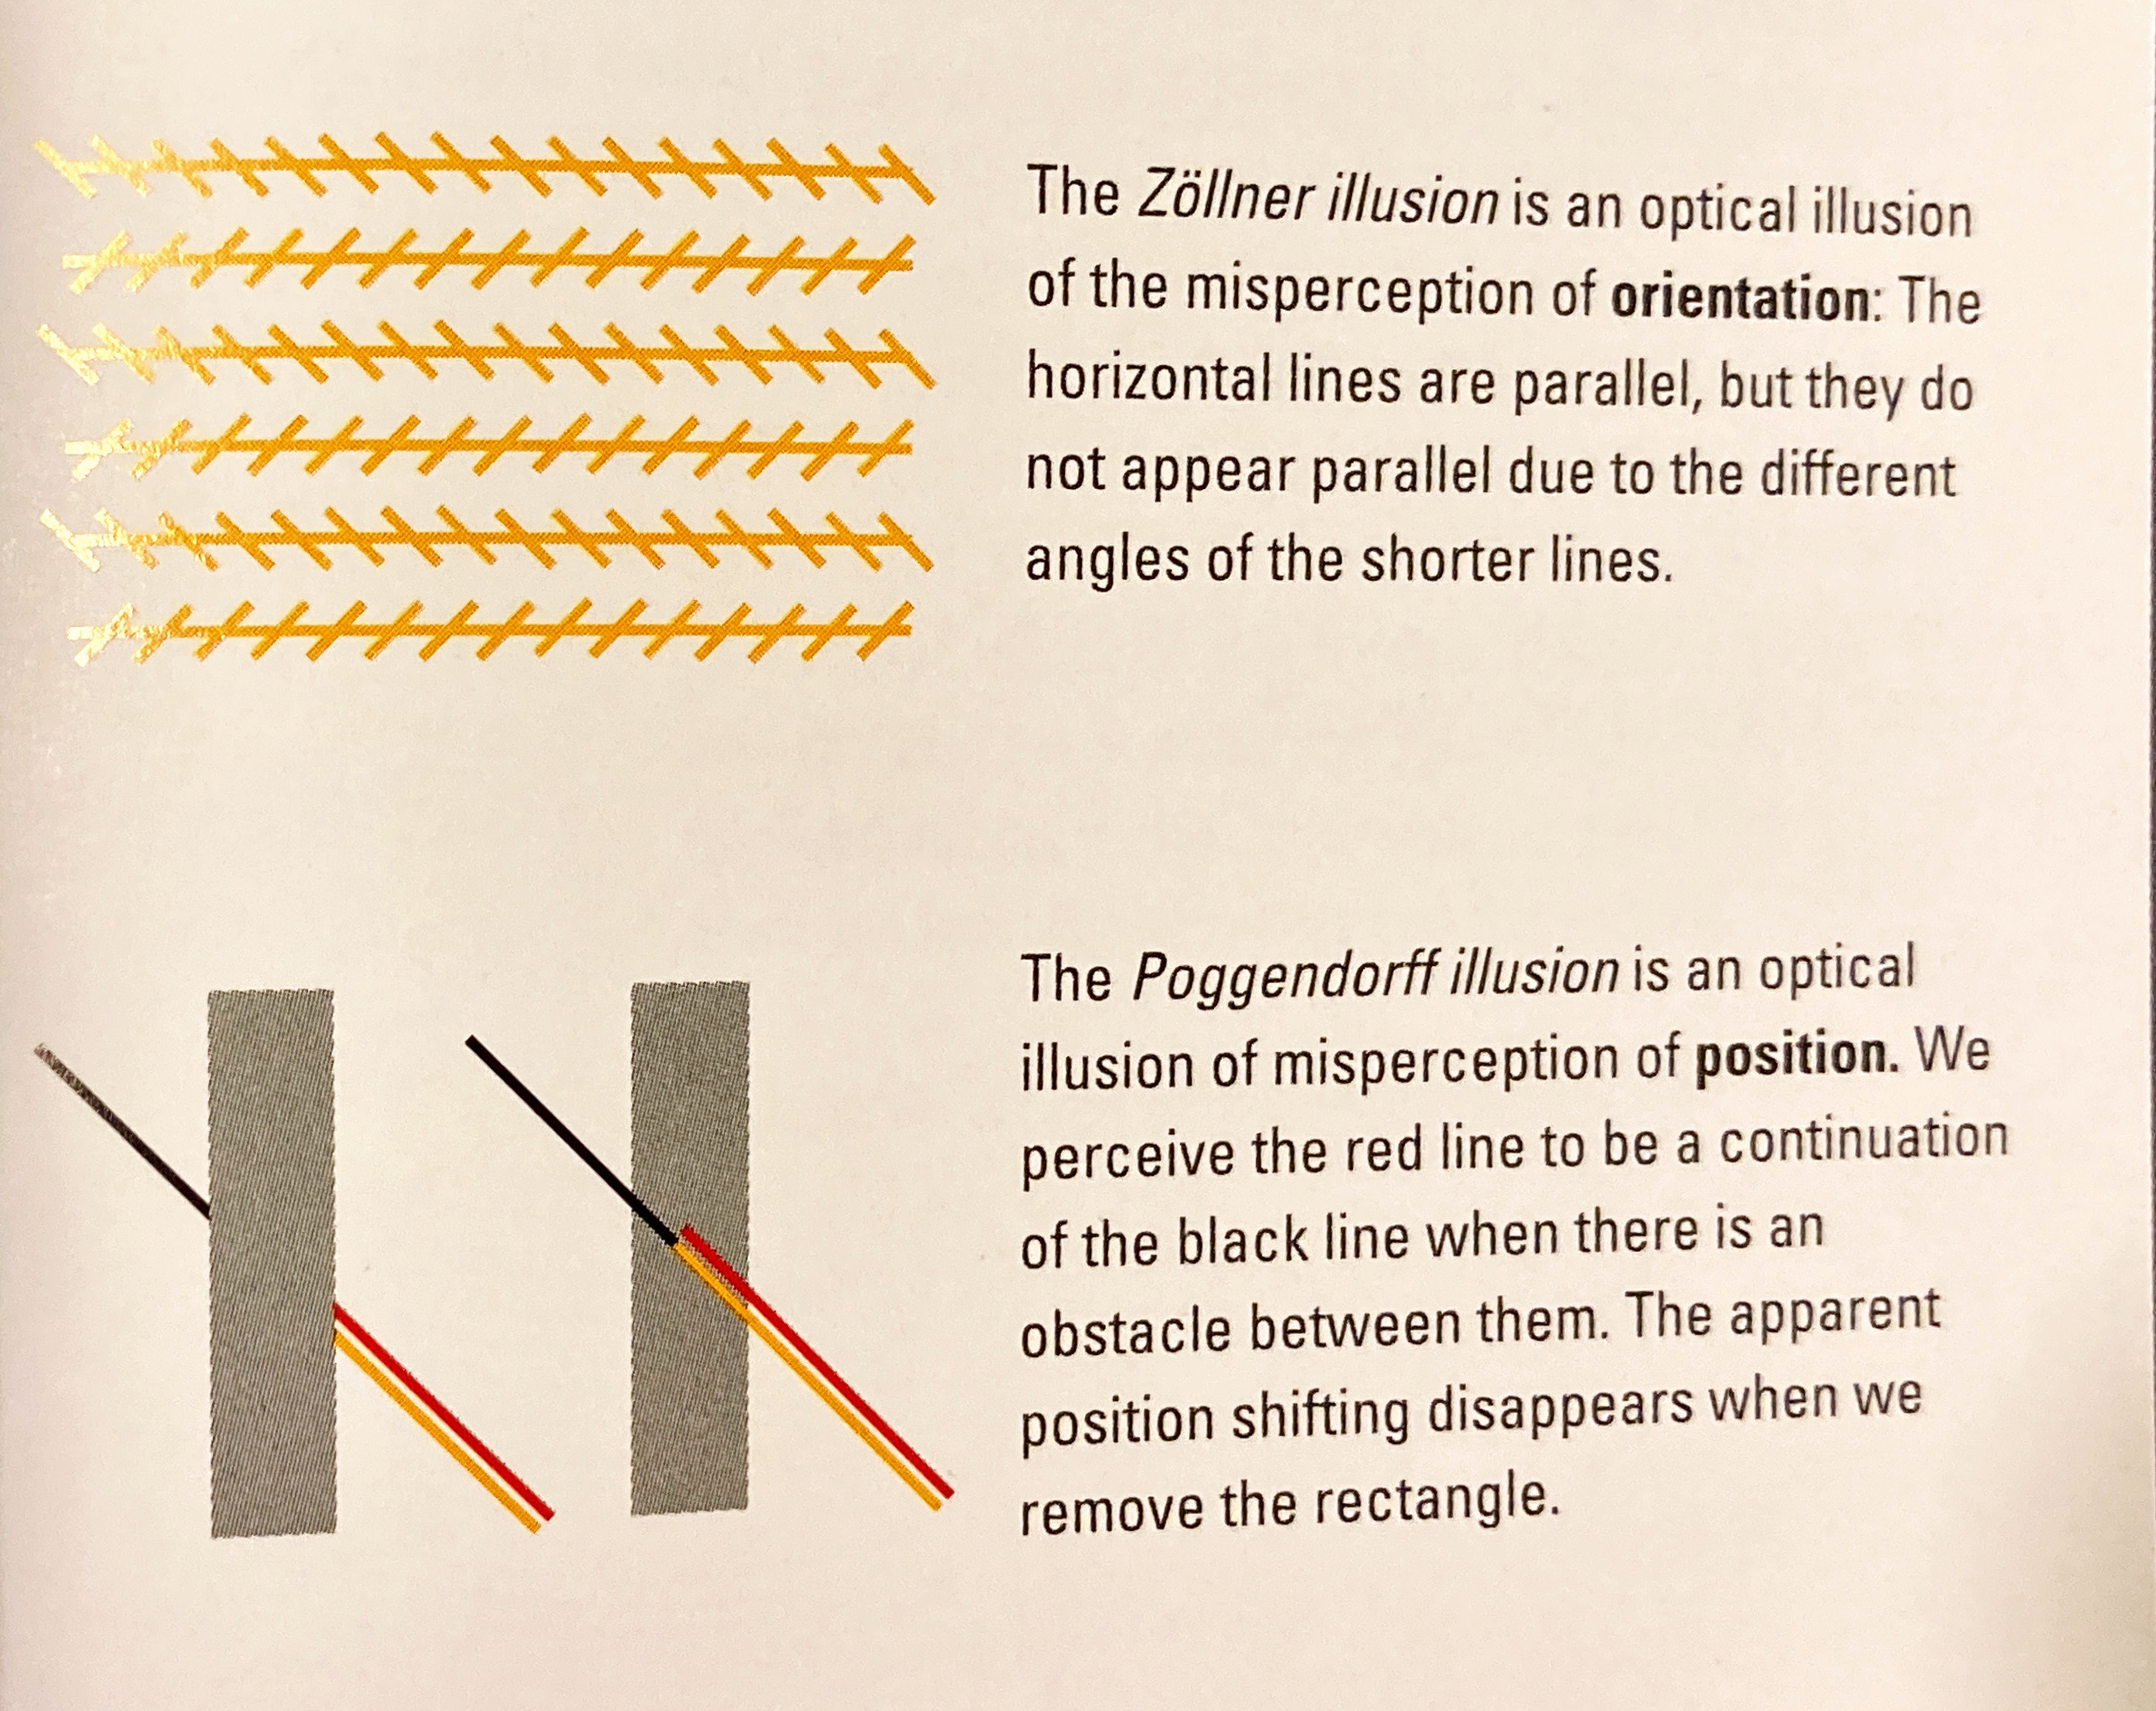 The Zöllner illusion is an optical illusion
of the misperception of orientation: The
horizontal lines are parallel, but they do
not appear parallel due to the different
angles of the shorter lines.
The Poggendorff illusion is an optical
illusion of misperception of position. We
perceive the red line to be a continuation
of the black line when there is an
obstacle between them. The apparent
position shifting disappears when we
remove the rectangle.